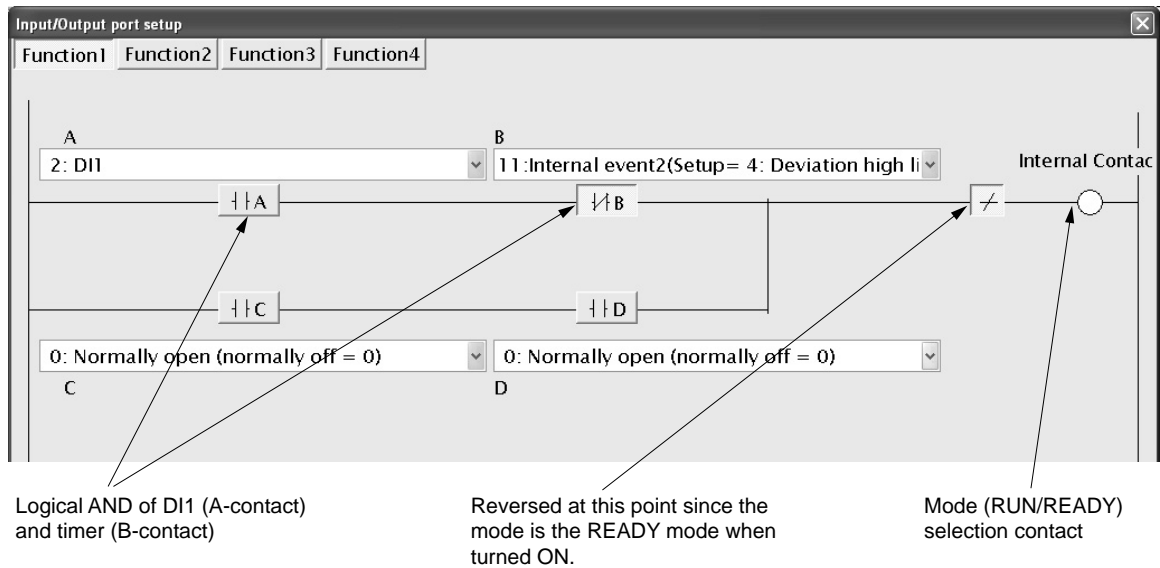 Input/Output port setup
Function1 Function2 Function3 Function4
A
B
2: DI1
11:Internal event2(Setup= 4: Deviation high li
Internal Contac
A
B
C
D
0: Normally open (normally off = 0)
0: Normally open (normally off = 0)
C
D
Logical AND of DI1 (A-contact)
and timer (B-contact)
Reversed at this point since the
mode is the READY mode when
turned ON.
Mode (RUN/READY)
selection contact